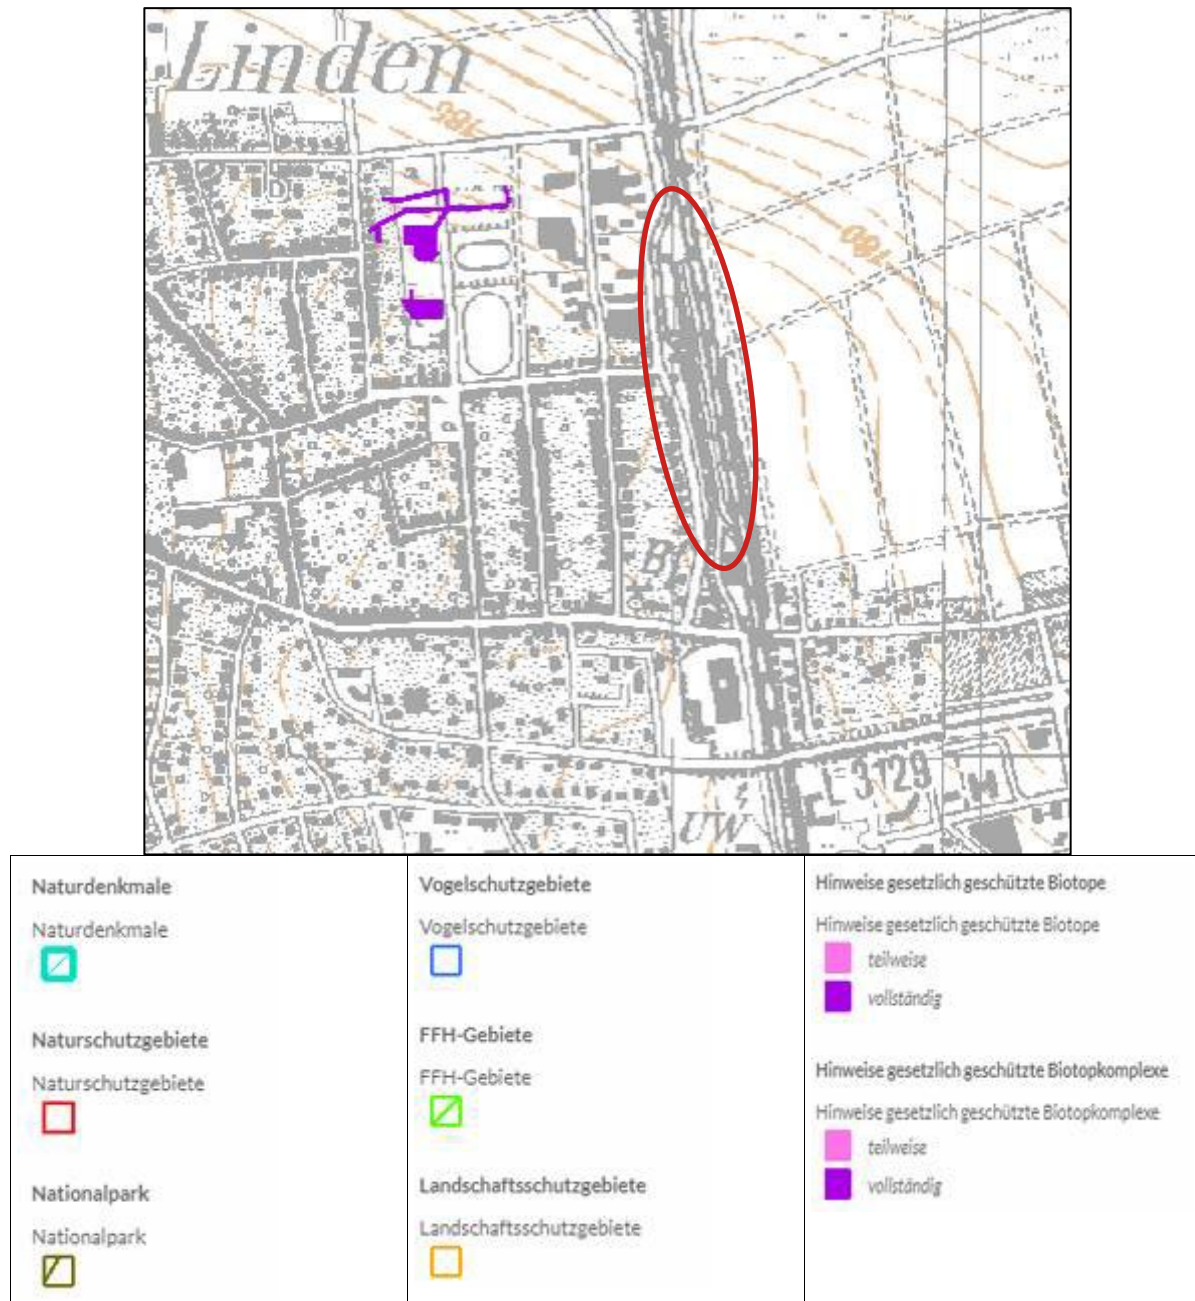 Linden
185
180
Bf
L 3129
UW
Naturdenkmale
Naturdenkmale
Naturschutzgebiete
Naturschutzgebiete
Nationalpark
Nationalpark
Vogelschutzgebiete
Vogelschutzgebiete
FFH-Gebiete
FFH-Gebiete
Landschaftsschutzgebiete
Landschaftsschutzgebiete
Hinweise gesetzlich geschützte Biotope
Hinweise gesetzlich geschützte Biotope
teilweise
vollständig
Hinweise gesetzlich geschützte Biotopkomplexe
Hinweise gesetzlich geschützte Biotopkomplexe
teilweise
vollständig